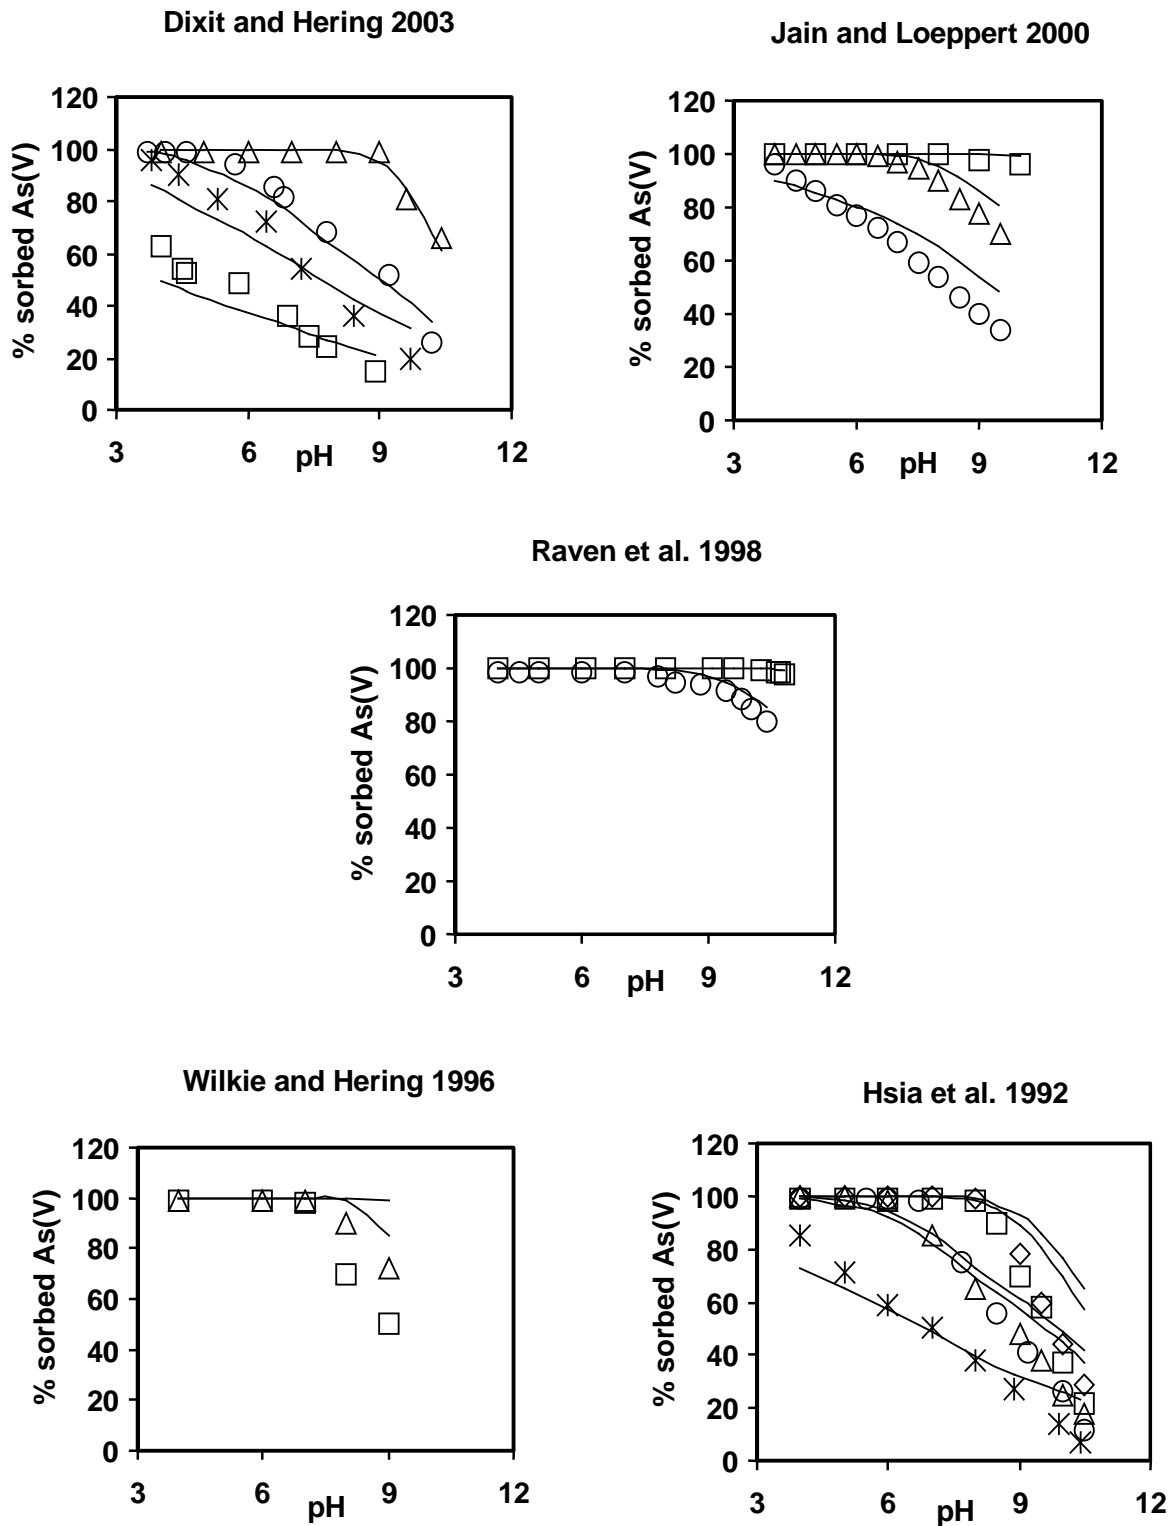 Dixit and Hering 2003
120
100
80
60
40
20
0
% sorbed As(V)
3 6 9 12
pH
Jain and Loeppert 2000
120
100
80
60
40
20
0
% sorbed As(V)
3 6 9 12
pH
Raven et al. 1998
120
100
80
60
40
20
0
% sorbed As(V)
3 6 9 12
pH
Wilkie and Hering 1996
120
100
80
60
40
20
0
% sorbed As(V)
3 6 9 12
pH
Hsia et al. 1992
120
100
80
60
40
20
0
% sorbed As(V)
3 6 9 12
pH